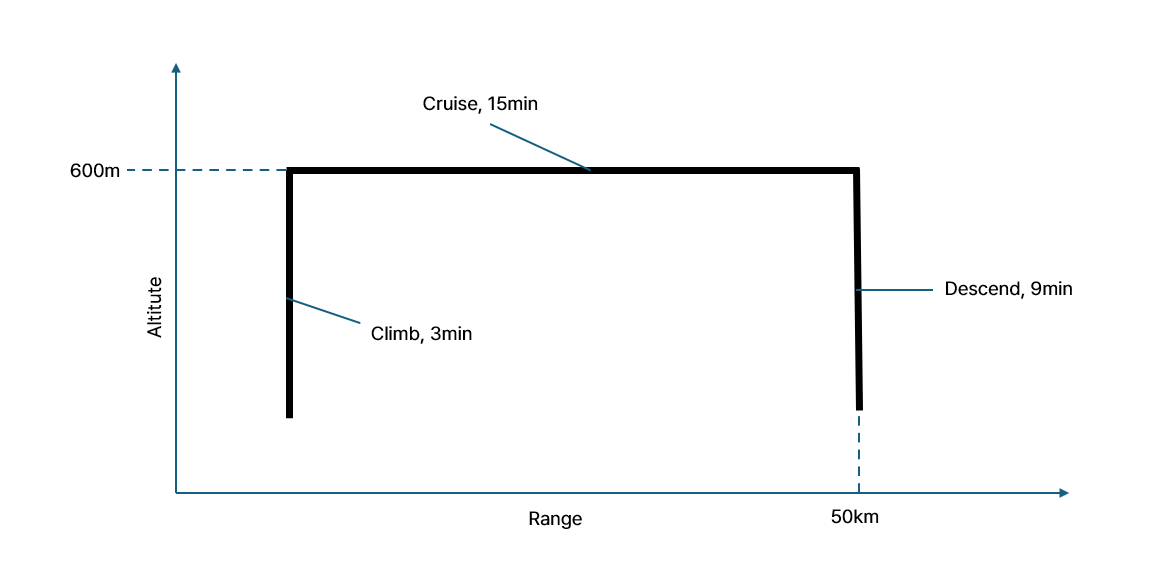 Cruise, 15min
600m
Descend, 9min
Altitute
Climb, 3min
Range
50km